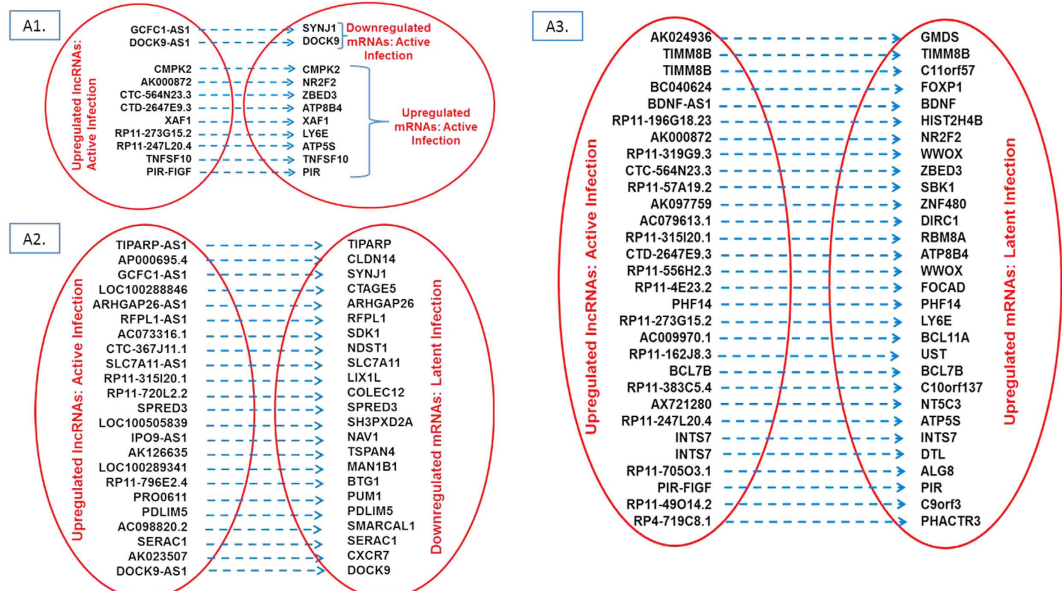 A1.
Upregulated lncRNAs:
Active Infection
GCFC1-AS1 SYNJ1
DOCK9-AS1 DOCK9
Downregulated
mRNAs: Active
Infection
CMPK2 CMPK2
AK000872 NR2F2
CTC-564N23.3 ZBED3
CTD-2647E9.3 ATP8B4
XAF1 XAF1
RP11-273G15.2 LY6E
RP11-247L20.4 ATP5S
TNFSF10 TNFSF10
PIR-FIGF PIR
Upregulated
mRNAs: Active
Infection
A2.
Upregulated lncRNAs: Active Infection
TIPARP-AS1 TIPARP
AP000695.4 CLDN14
GCFC1-AS1 SYNJ1
LOC100288846 CTAGE5
ARHGAP26-AS1 ARHGAP26
RFPL1-AS1 RFPL1
AC073316.1 SDK1
CTC-367J11.1 NDST1
SLC7A11-AS1 SLC7A11
RP11-315I20.1 LIX1L
RP11-720L2.2 COLEC12
SPRED3 SPRED3
LOC100505839 SH3PXD2A
IPO9-AS1 NAV1
AK126635 TSPAN4
LOC100289341 MAN1B1
RP11-796E2.4 BTG1
PRO0611 PUM1
PDLIM5 PDLIM5
AC098820.2 SMARCAL1
SERAC1 SERAC1
AK023507 CXCR7
DOCK9-AS1 DOCK9
Downregulated mRNAs: Latent Infection
A3.
Upregulated lncRNAs: Active Infection
AK024936 GMDS
TIMM8B TIMM8B
TIMM8B C11orf57
BC040624 FOXP1
BDNF-AS1 BDNF
RP11-196G18.23 HIST2H4B
AK000872 NR2F2
RP11-319G9.3 WWOX
CTC-564N23.3 ZBED3
RP11-57A19.2 SBK1
AK097759 ZNF480
AC079613.1 DIRC1
RP11-315I20.1 RBM8A
CTD-2647E9.3 ATP8B4
RP11-556H2.3 WWOX
RP11-4E23.2 FOCAD
PHF14 PHF14
RP11-273G15.2 LY6E
AC009970.1 BCL11A
RP11-162J8.3 UST
BCL7B BCL7B
RP11-383C5.4 C10orf137
AX721280 NT5C3
RP11-247L20.4 ATP5S
INTS7 INTS7
INTS7 DTL
RP11-705O3.1 ALG8
PIR-FIGF PIR
RP11-49O14.2 C9orf3
RP4-719C8.1 PHACTR3
Upregulated mRNAs: Latent Infection